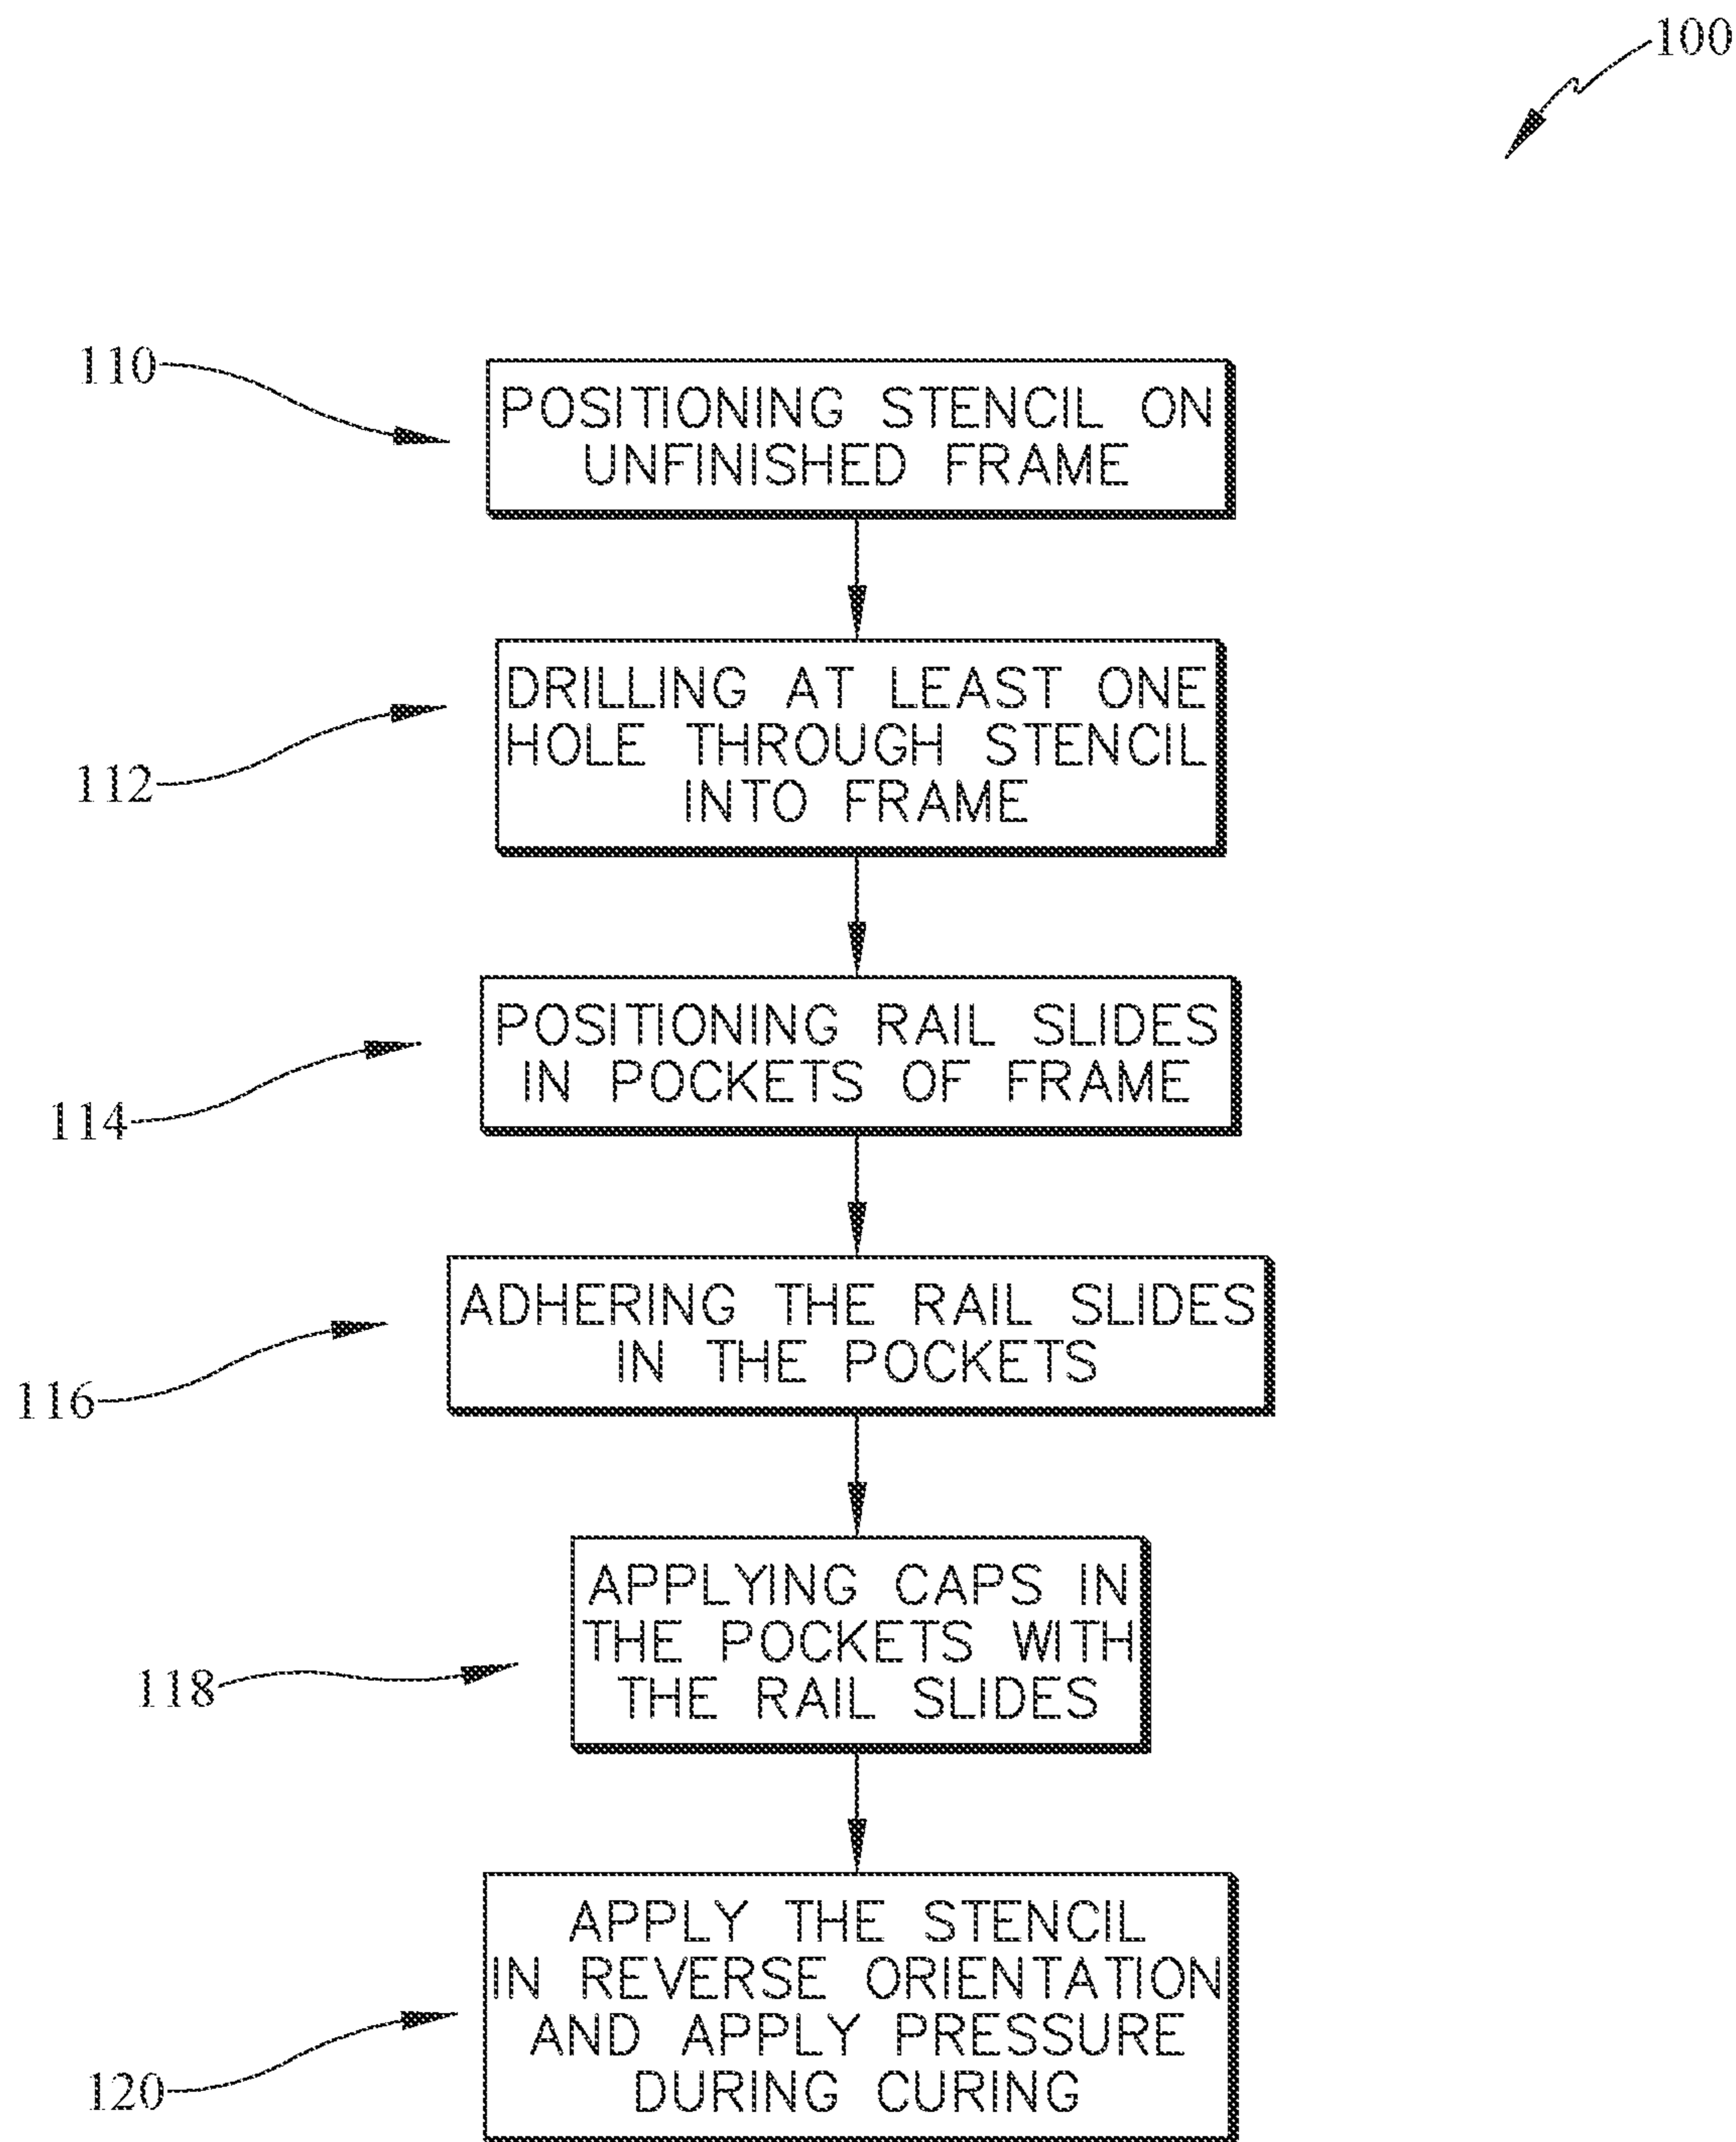 100
110
POSITIONING STENCIL ON
UNFINISHED FRAME
112
DRILLING AT LEAST ONE
HOLE THROUGH STENCIL
INTO FRAME
114
POSITIONING RAIL SLIDES
IN POCKETS OF FRAME
116
ADHERING THE RAIL SLIDES
IN THE POCKETS
118
APPLYING CAPS IN
THE POCKETS WITH
THE RAIL SLIDES
120
APPLY THE STENCIL
IN REVERSE ORIENTATION
AND APPLY PRESSURE
DURING CURING